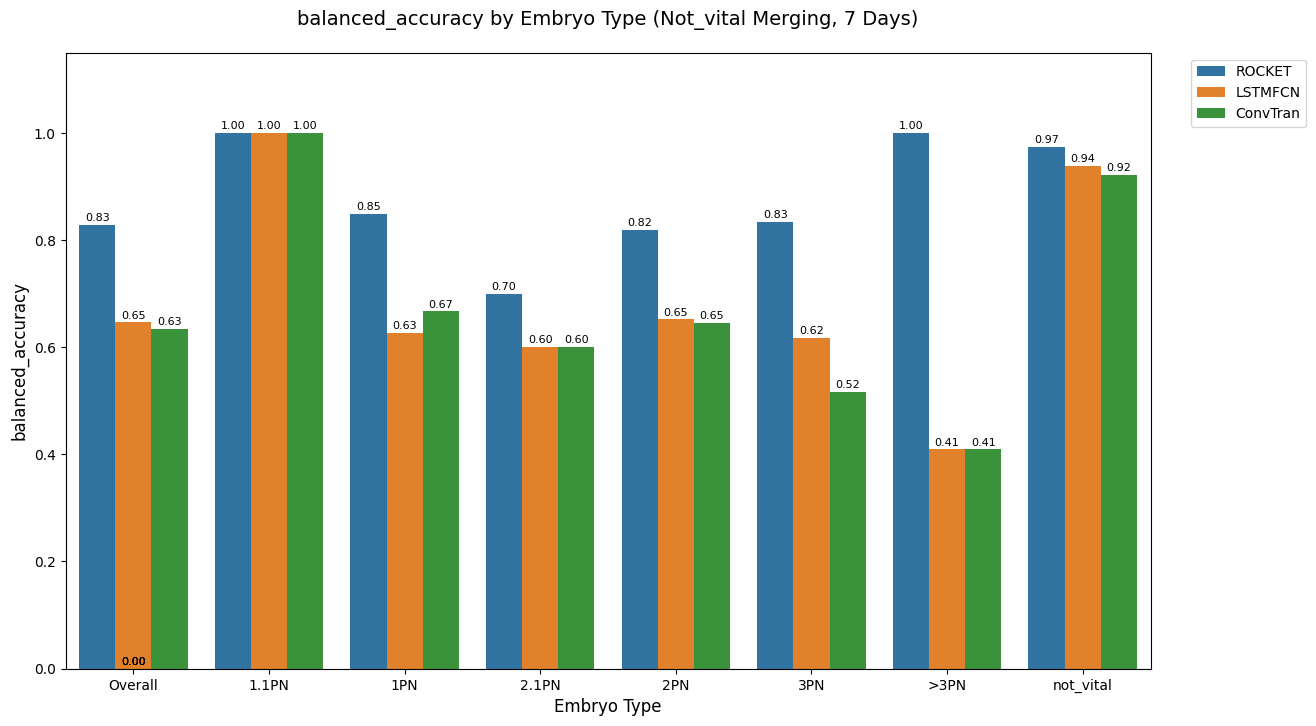 balanced_accuracy by Embryo Type (Not_vital Merging, 7 Days)
ROCKET
LSTMFCN
ConvTran
balanced_accuracy
1.0
0.8
0.6
0.4
0.2
0.0
0.83
0.65
0.63
0.00
1.00
1.00
1.00
0.85
0.63
0.67
0.70
0.60
0.60
0.82
0.65
0.65
0.83
0.62
0.52
1.00
0.41
0.41
0.97
0.94
0.92
Overall
1.1PN
1PN
2.1PN
2PN
3PN
>3PN
not_vital
Embryo Type